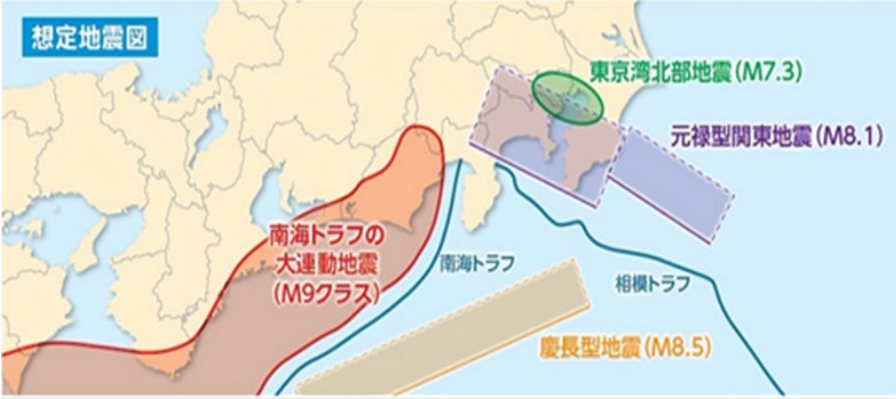 想定地震図
東京湾北部地震(M7.3)
元禄型関東地震(M8.1)
南海トラフの
大連動地震
(M9クラス)
南海トラフ
相模トラフ
慶長型地震(M8.5)